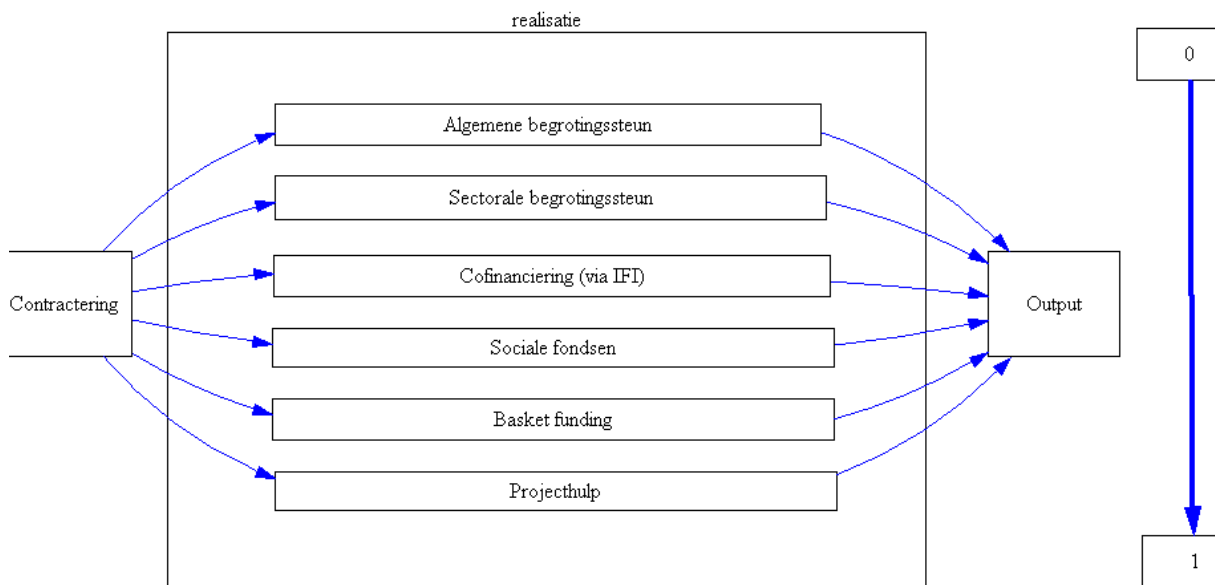 realisatie
0
Algemene begrotingssteun
Sectorale begrotingssteun
Cofinanciering (via IFI)
Contractering
Output
Sociale fondsen
Basket funding
Projecthulp
1